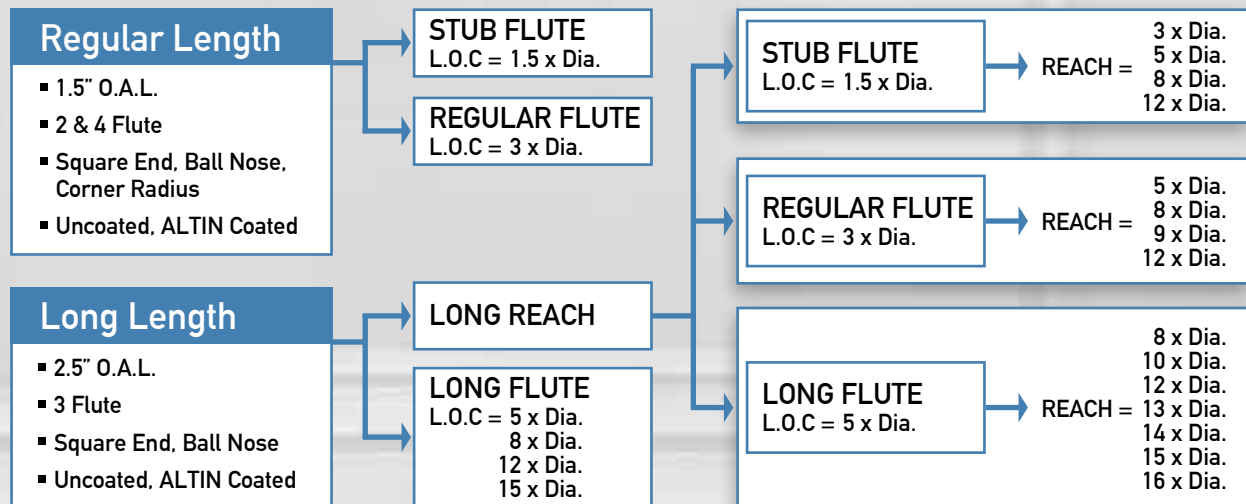 Regular Length
▪ 1.5” O.A.L.
▪ 2 & 4 Flute
▪ Square End, Ball Nose,
Corner Radius
▪ Uncoated, ALTIN Coated
STUB FLUTE
L.O.C = 1.5 x Dia.
REGULAR FLUTE
L.O.C = 3 x Dia.
Long Length
▪ 2.5” O.A.L.
▪ 3 Flute
▪ Square End, Ball Nose
▪ Uncoated, ALTIN Coated
LONG REACH
LONG FLUTE
L.O.C = 5 x Dia.
8 x Dia.
12 x Dia.
15 x Dia.
STUB FLUTE
L.O.C = 1.5 x Dia.
REACH =
3 x Dia.
5 x Dia.
8 x Dia.
12 x Dia.
REGULAR FLUTE
L.O.C = 3 x Dia.
REACH =
5 x Dia.
8 x Dia.
9 x Dia.
12 x Dia.
LONG FLUTE
L.O.C = 5 x Dia.
REACH =
8 x Dia.
10 x Dia.
12 x Dia.
13 x Dia.
14 x Dia.
15 x Dia.
16 x Dia.